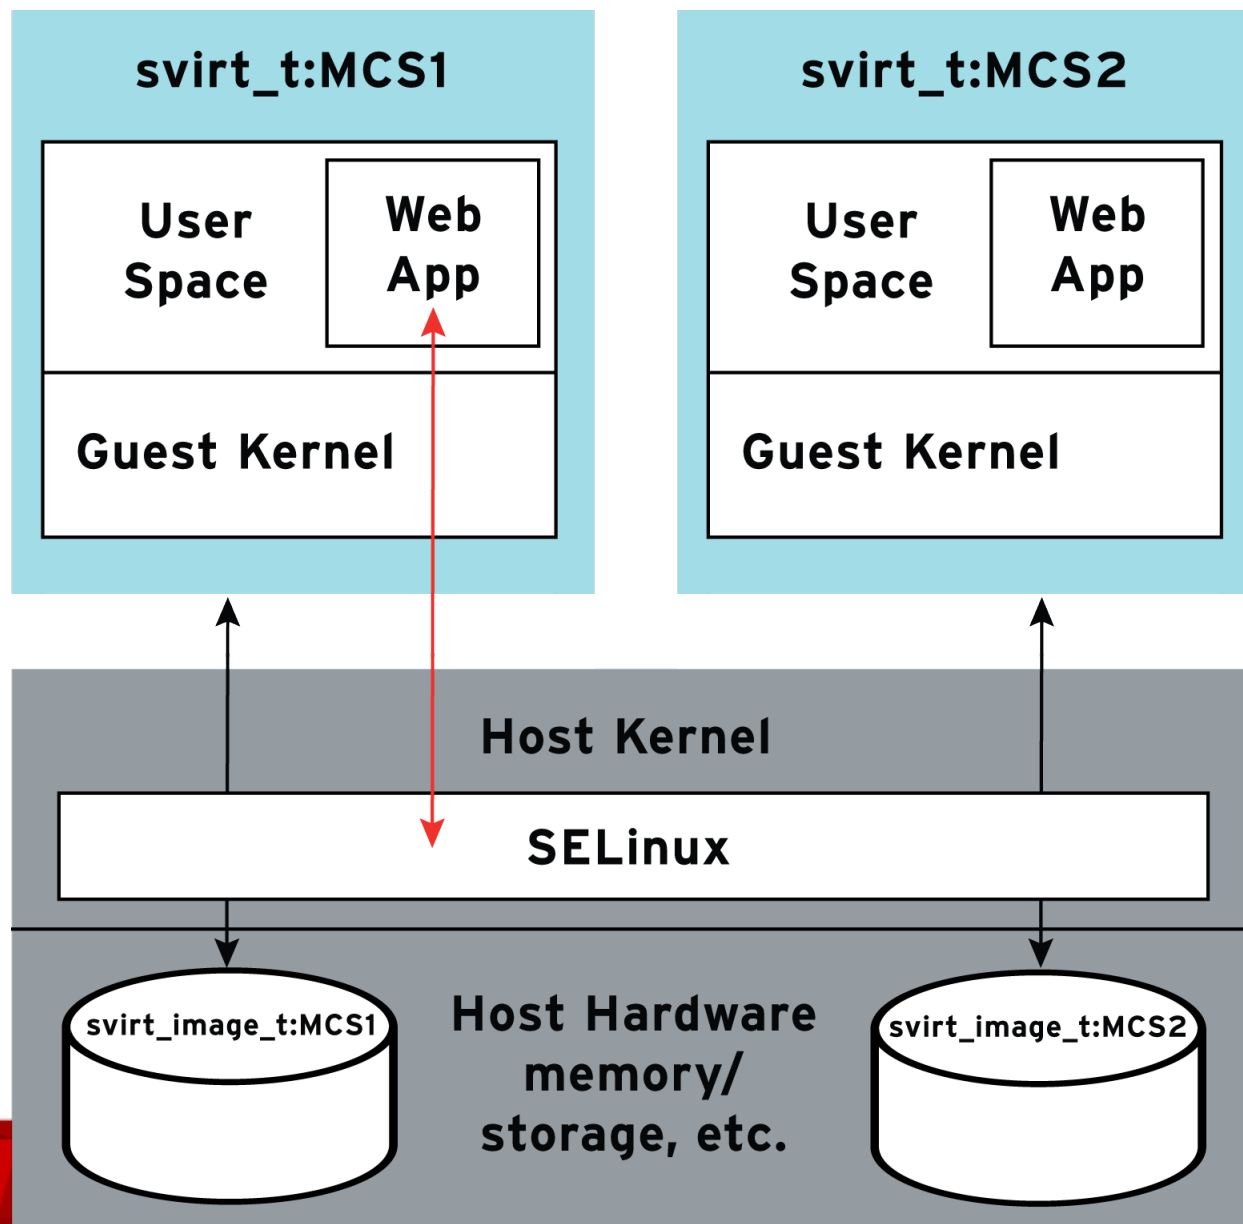 svirt_t:MCS1
User
Space
Web
App
Guest Kernel
svirt_t:MCS2
User
Space
Web
App
Guest Kernel
Host Kernel
SELinux
svirt_image_t:MCS1
Host Hardware
memory/
storage, etc.
svirt_image_t:MCS2